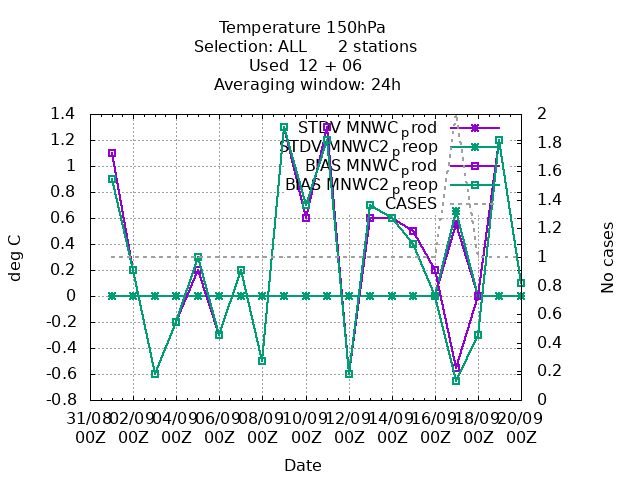 Temperature 150hPa
Selection: ALL 2 stations
Used 12 + 06
Averaging window: 24h
STDV MNWC_prod
STDV MNWC2_preop
BIAS MNWC_prod
BIAS MNWC2_preop
CASES
1.4
1.2
1
0.8
0.6
0.4
0.2
0
-0.2
-0.4
-0.6
-0.8
deg C
2
1.8
1.6
1.4
1.2
1
0.8
0.6
0.4
0.2
0
No cases
31/08 02/09 04/09 06/09 08/09 10/09 12/09 14/09 16/09 18/09 20/09
00Z 00Z 00Z 00Z 00Z 00Z 00Z 00Z 00Z 00Z 00Z
Date